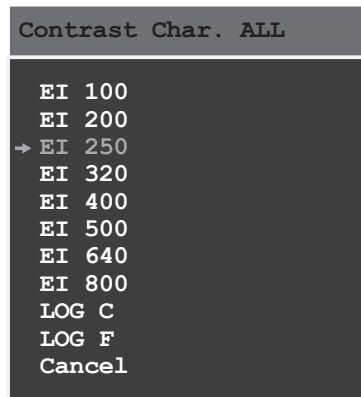 Contrast Char. ALL
EI 100
EI 200
→ EI 250
EI 320
EI 400
EI 500
EI 640
EI 800
LOG C
LOG F
Cancel